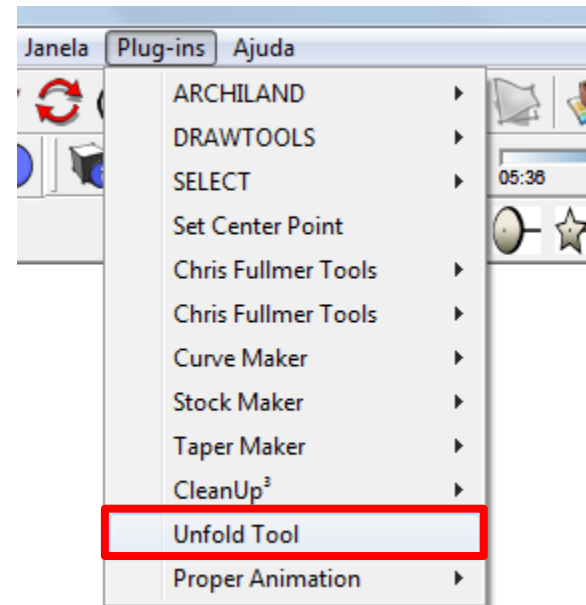 Janela Plug-ins Ajuda
ARCHILAND
DRAWTOOLS
SELECT
05:36
Set Center Point
Chris Fullmer Tools
Chris Fullmer Tools
Curve Maker
Stock Maker
Taper Maker
CleanUp³
Unfold Tool
Proper Animation